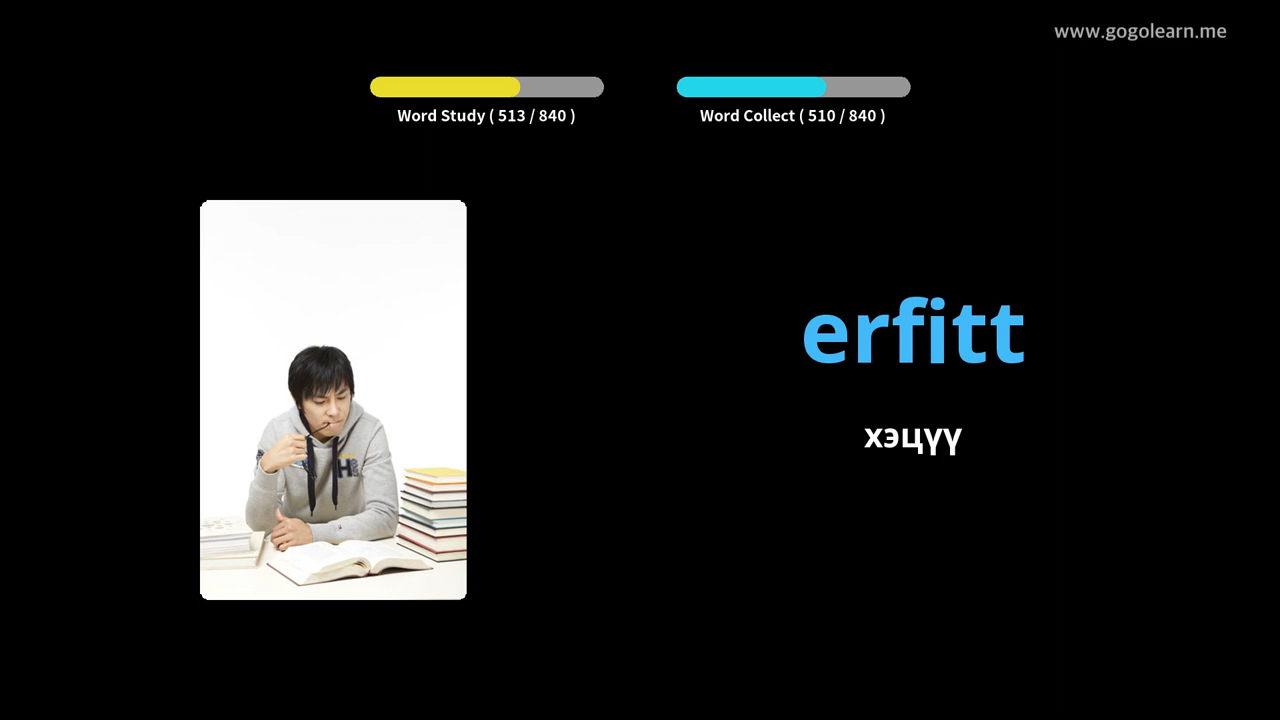 www.gogolearn.me
Word Study ( 513 / 840 )
Word Collect ( 510 / 840 )
erfitt
хэцүү
H